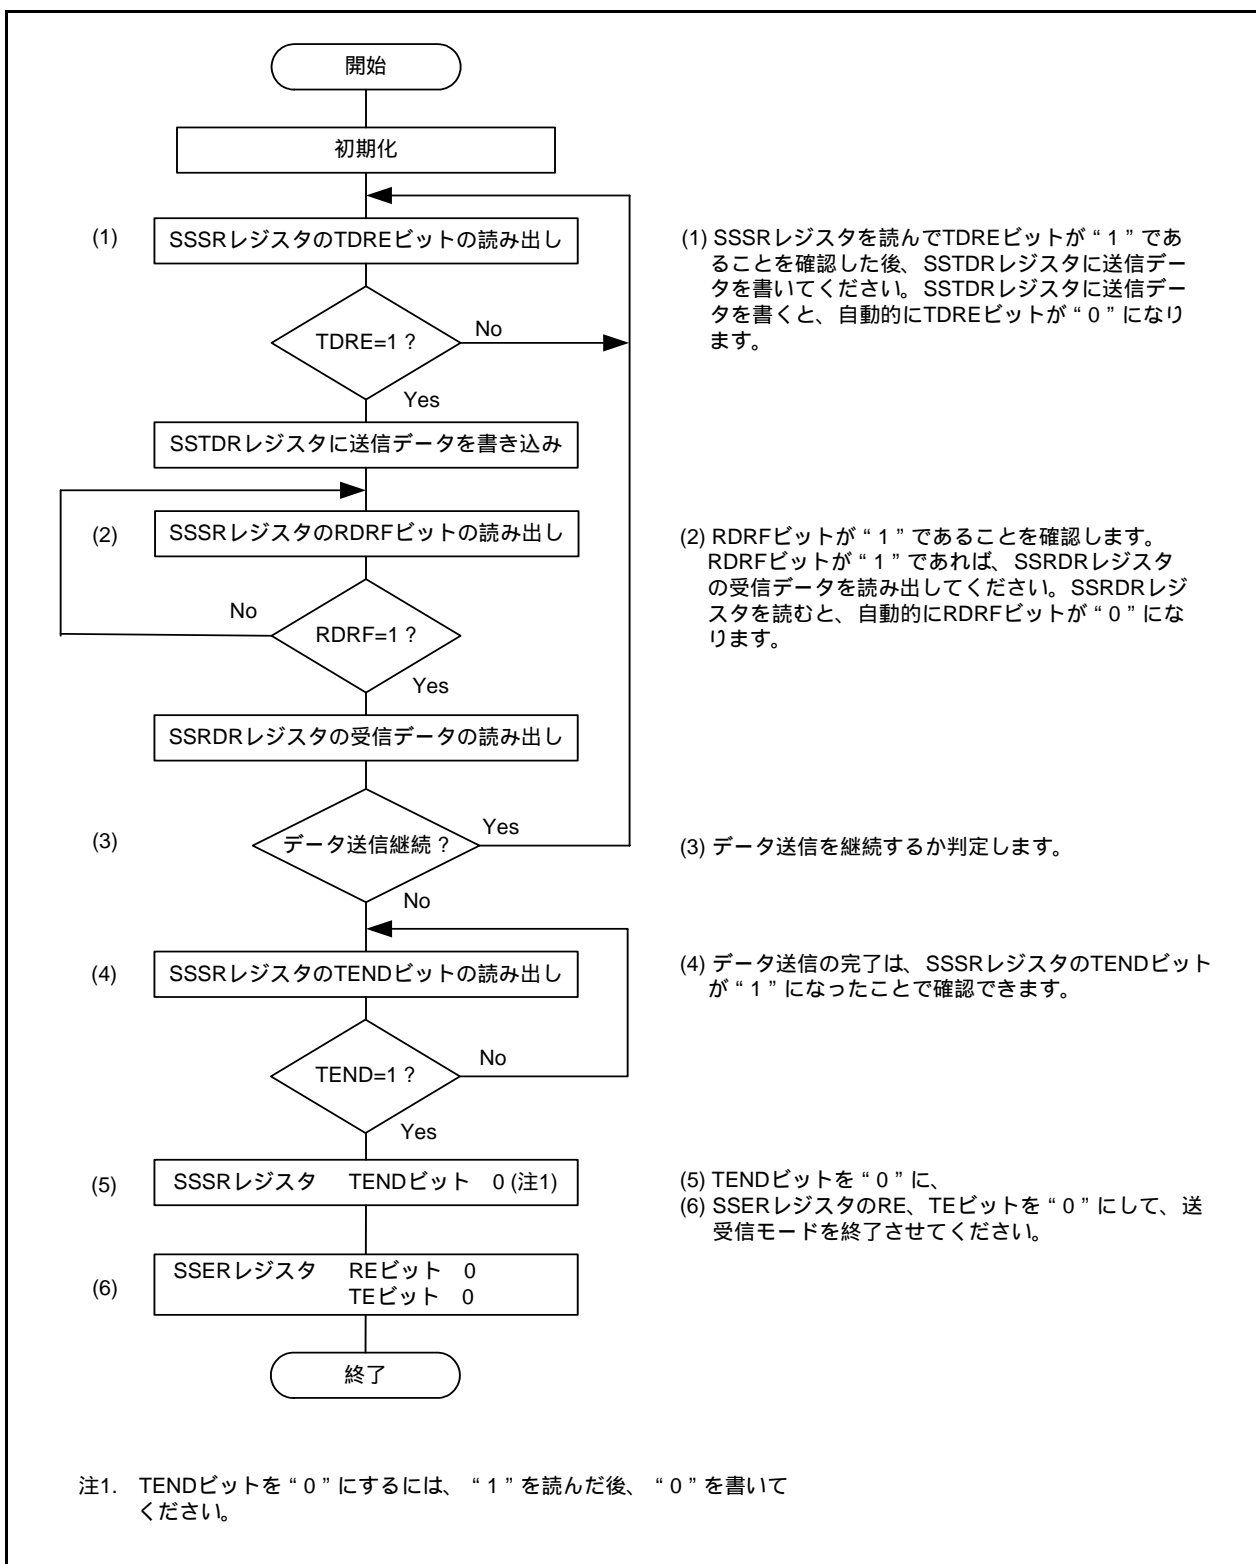 開始
初期化
(1)
SSSRレジスタのTDREビットの読み出し
TDRE=1 ?
No
Yes
SSTDRレジスタに送信データを書き込み
(2)
SSSRレジスタのRDRFビットの読み出し
No
RDRF=1 ?
Yes
SSRDRレジスタの受信データの読み出し
(3)
データ送信継続 ?
Yes
No
(4)
SSSRレジスタのTENDビットの読み出し
TEND=1 ?
No
Yes
(5)
SSSRレジスタ TENDビット 0 (注1)
(6)
SSERレジスタ REビット 0
TEビット 0
終了
(1) SSSRレジスタを読んでTDREビットが “ 1 ” であ
ることを確認した後、SSTDRレジスタに送信デー
タを書いてください。SSTDRレジスタに送信デー
タを書くと、自動的にTDREビットが “ 0 ” になり
ます。
(2) RDRFビットが “ 1 ” であることを確認します。
RDRFビットが “ 1 ” であれば、SSRDRレジスタ
の受信データを読み出してください。SSRDRレジ
スタを読むと、自動的にRDRFビットが “ 0 ” にな
ります。
(3) データ送信を継続するか判定します。
(4) データ送信の完了は、SSSRレジスタのTENDビット
が “ 1 ” になったことで確認できます。
(5) TENDビットを “ 0 ” に、
(6) SSERレジスタのRE、TEビットを “ 0 ” にして、送
受信モードを終了させてください。
注1. TENDビットを “ 0 ” にするには、 “ 1 ” を読んだ後、 “ 0 ” を書いて
ください。